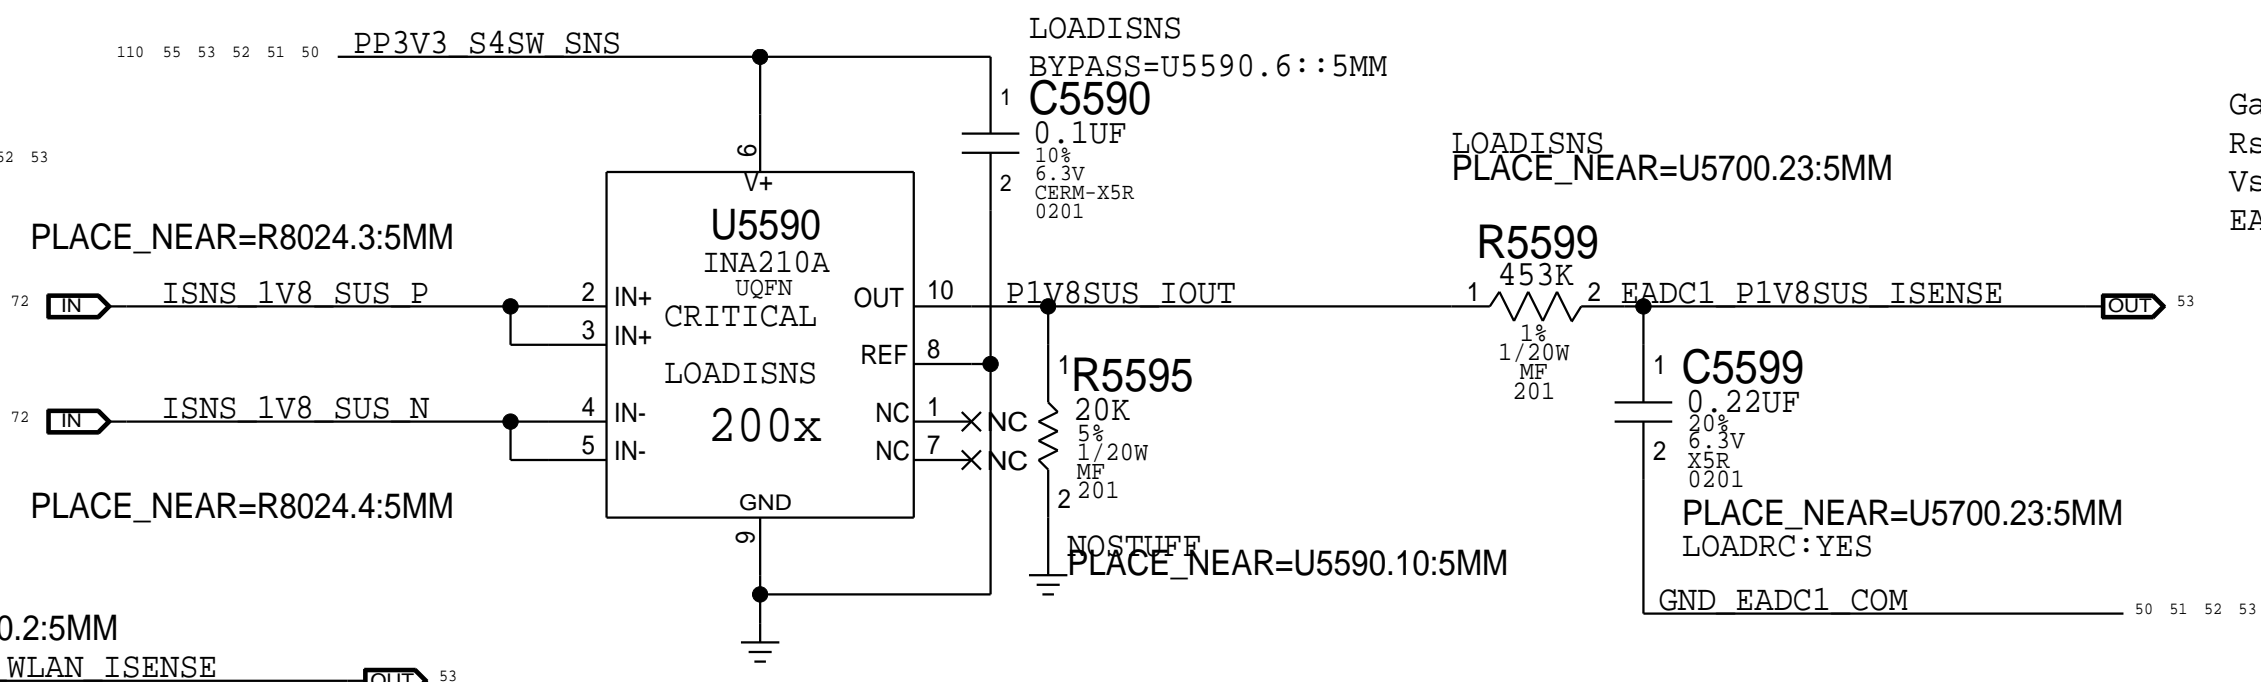 110 55 53 52 51 50
PP3V3_S4SW_SNS
LOADISNS
BYPASS=U5590.6::5MM
1
C5590
0.1UF
10%
6.3V
CERM-X5R
0201
2
52 53
6
V+
U5590
INA210A
UQFN
CRITICAL
LOADISNS
200x
PLACE_NEAR=R8024.3:5MM
72
IN
ISNS_1V8_SUS_P
2
IN+
3
IN+
72
IN
ISNS_1V8_SUS_N
4
IN-
5
IN-
PLACE_NEAR=R8024.4:5MM
OUT
10
P1V8SUS_IOUT
REF
8
NC
1
NC
NC
7
NC
GND
9
1
R5595
20K
5%
1/20W
MF
201
2
NOSTUFF
PLACE_NEAR=U5590.10:5MM
LOADISNS
PLACE_NEAR=U5700.23:5MM
R5599
453K
1
2
1%
1/20W
MF
201
EADC1_P1V8SUS_ISENSE
OUT
53
1
C5599
0.22UF
20%
6.3V
X5R
0201
2
PLACE_NEAR=U5700.23:5MM
LOADRC:YES
GND_EADC1_COM
50 51 52 53
Ga
Rs
Vs
EA
0.2:5MM
WLAN_ISENSE
OUT
53